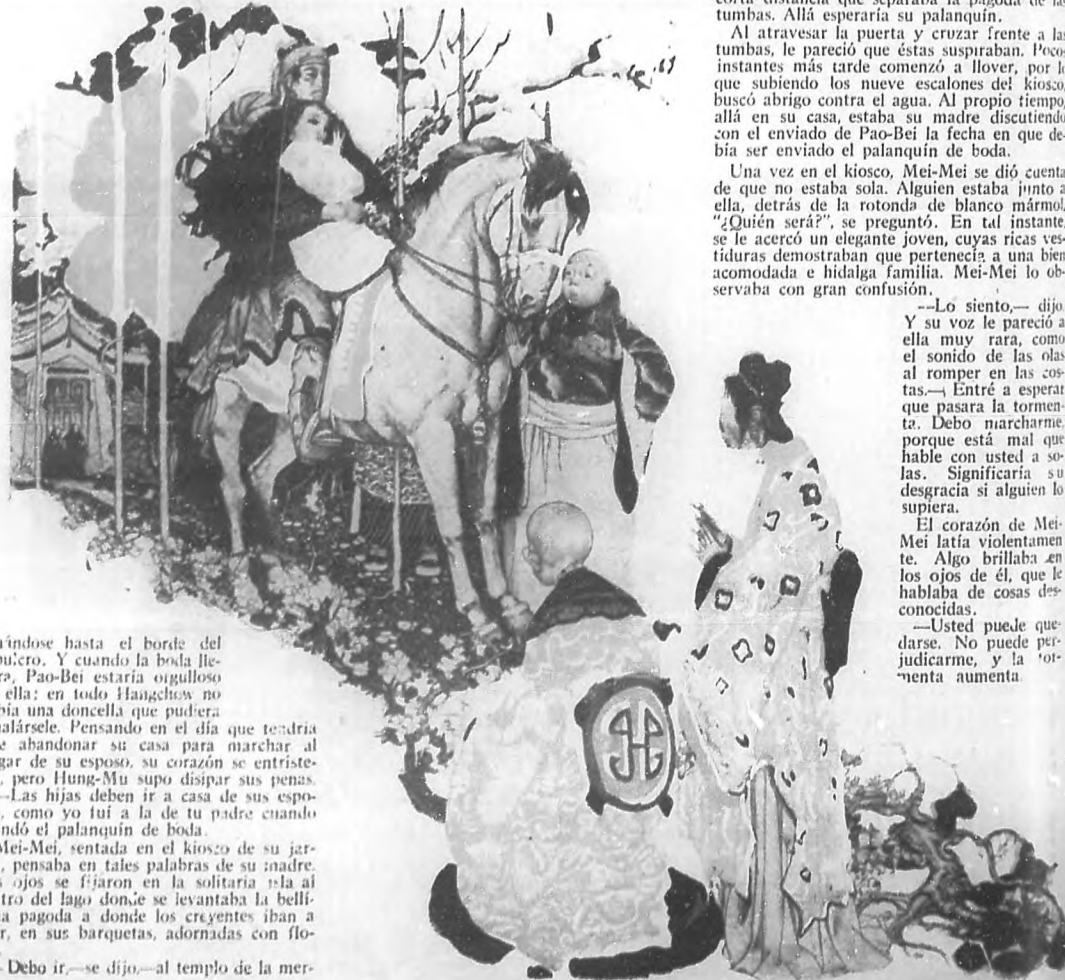 tumbas. Allá esperaría su palanquín.
Al atravesar la puerta y cruzar frente a las
tumbas, le pareció que éstas suspiraban. Pocos
instantes más tarde comenzó a llover, por lo
que subiendo los nueve escalones del kiosco,
buscó abrigo contra el agua. Al propio tiempo,
allá en su casa, estaba su madre discutiendo
con el enviado de Pao-Bei la fecha en que de-
bía ser enviado el palanquín de boda.
Una vez en el kiosco, Mei-Mei se dió cuenta
de que no estaba sola. Alguien estaba junto a
ella, detrás de la rotonda de blanco mármol,
"¿Quién será?", se preguntó. En tal instante,
se le acercó un elegante joven, cuyas ricas ves-
tiduras demostraban que pertenecía a una bien
acomodada e hidalga familia. Mei-Mei lo ob-
servaba con gran confusión.
--Lo siento,— dijo.
Y su voz le pareció a
ella muy rara, como
el sonido de las olas
al romper en las cos-
tas.— Entré a esperar
que pasara la tormen-
ta. Debo marcharme,
porque está mal que
hable con usted a so-
las. Significaría su
desgracia si alguien lo
supiera.
El corazón de Mei-
Mei latía violentamen
te. Algo brillaba en
los ojos de él, que le
hablaba de cosas des-
conocidas.
—Usted puede que-
darse. No puede per-
judicarme, y la tor-
menta aumenta.
rándose hasta el borde del
pulcro. Y cuando la boda lle-
ra, Pao-Bei estaría orgulloso
ella; en todo Hangchow no
bía una doncella que pudiera
nalársele. Pensando en el día que tendría
e abandonar su casa para marchar al
gar de su esposo, su corazón se entriste-
, pero Hung-Mu supo disipar sus penas.
—Las hijas deben ir a casa de sus espo-
, como yo fui a la de tu padre cuando
ndó el palanquín de boda.
Mei-Mei, sentada en el kiosco de su jar-
, pensaba en tales palabras de su madre.
s ojos se fijaron en la solitaria isla al
tro del lago donde se levantaba la belli-
a pagoda a donde los creyentes iban a
r, en sus barquetas, adornadas con flo-
Debo ir,—se dijo,—al templo de la mer-